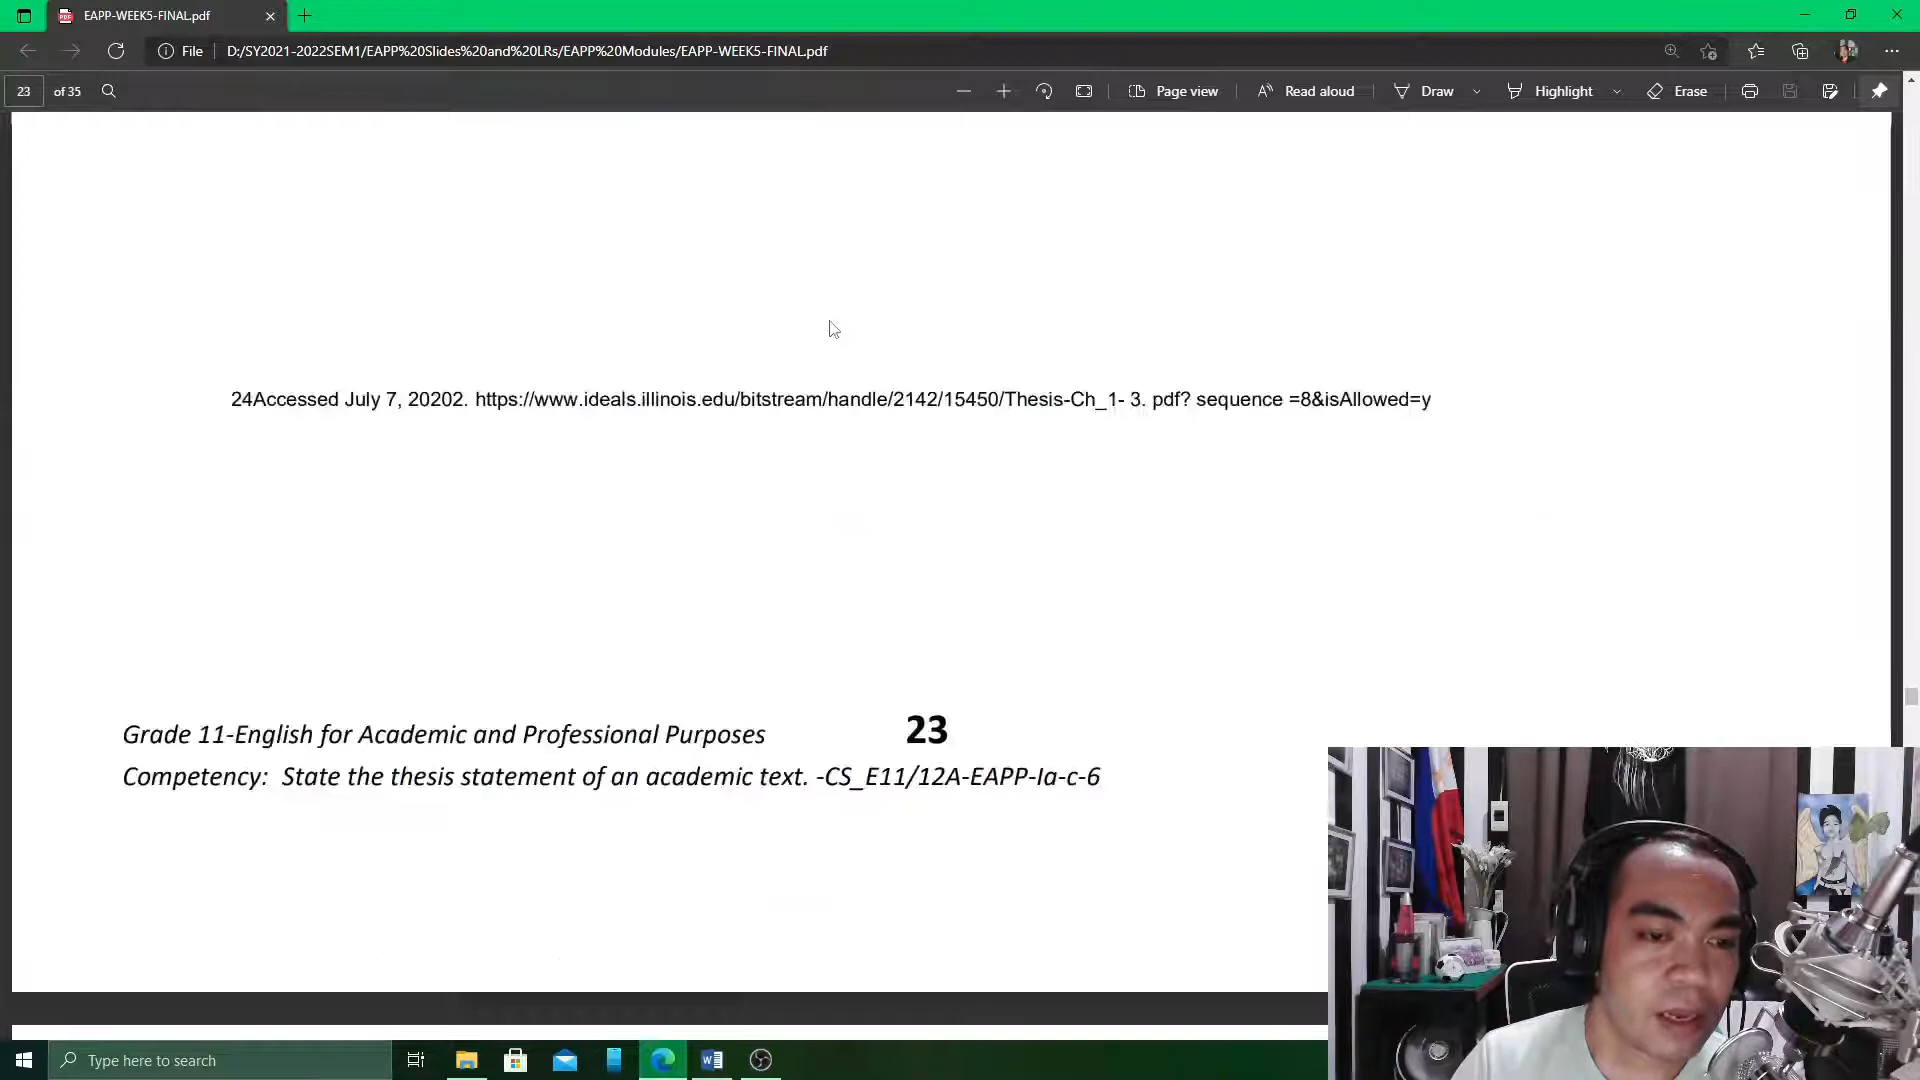 EAPP-WEEK5-FINAL.pdf
File
D:/SY2021-2022SEM1/EAPP%20Slides%20and%20LRs/EAPP%20Modules/EAPP-WEEK5-FINAL.pdf
23 of 35
Page view
Read aloud
Draw
Highlight
Erase
24Accessed July 7, 20202. https://www.ideals.illinois.edu/bitstream/handle/2142/15450/Thesis-Ch_1- 3. pdf? sequence =8&isAllowed=y
Grade 11-English for Academic and Professional Purposes 23
Competency: State the thesis statement of an academic text. -CS_E11/12A-EAPP-Ia-c-6
Type here to search